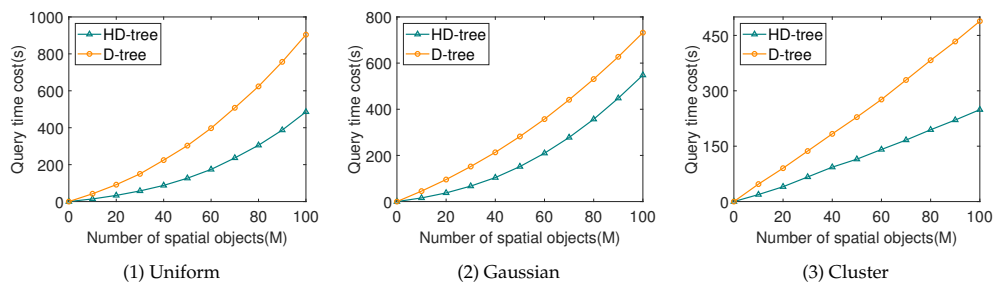 1000
800
600
400
200
0
Query time cost(s)
HD-tree
D-tree
0 20 40 60 80 100
Number of spatial objects(M)
(1) Uniform
800
600
400
200
0
Query time cost(s)
HD-tree
D-tree
0 20 40 60 80 100
Number of spatial objects(M)
(2) Gaussian
450
300
150
0
Query time cost(s)
HD-tree
D-tree
0 20 40 60 80 100
Number of spatial objects(M)
(3) Cluster